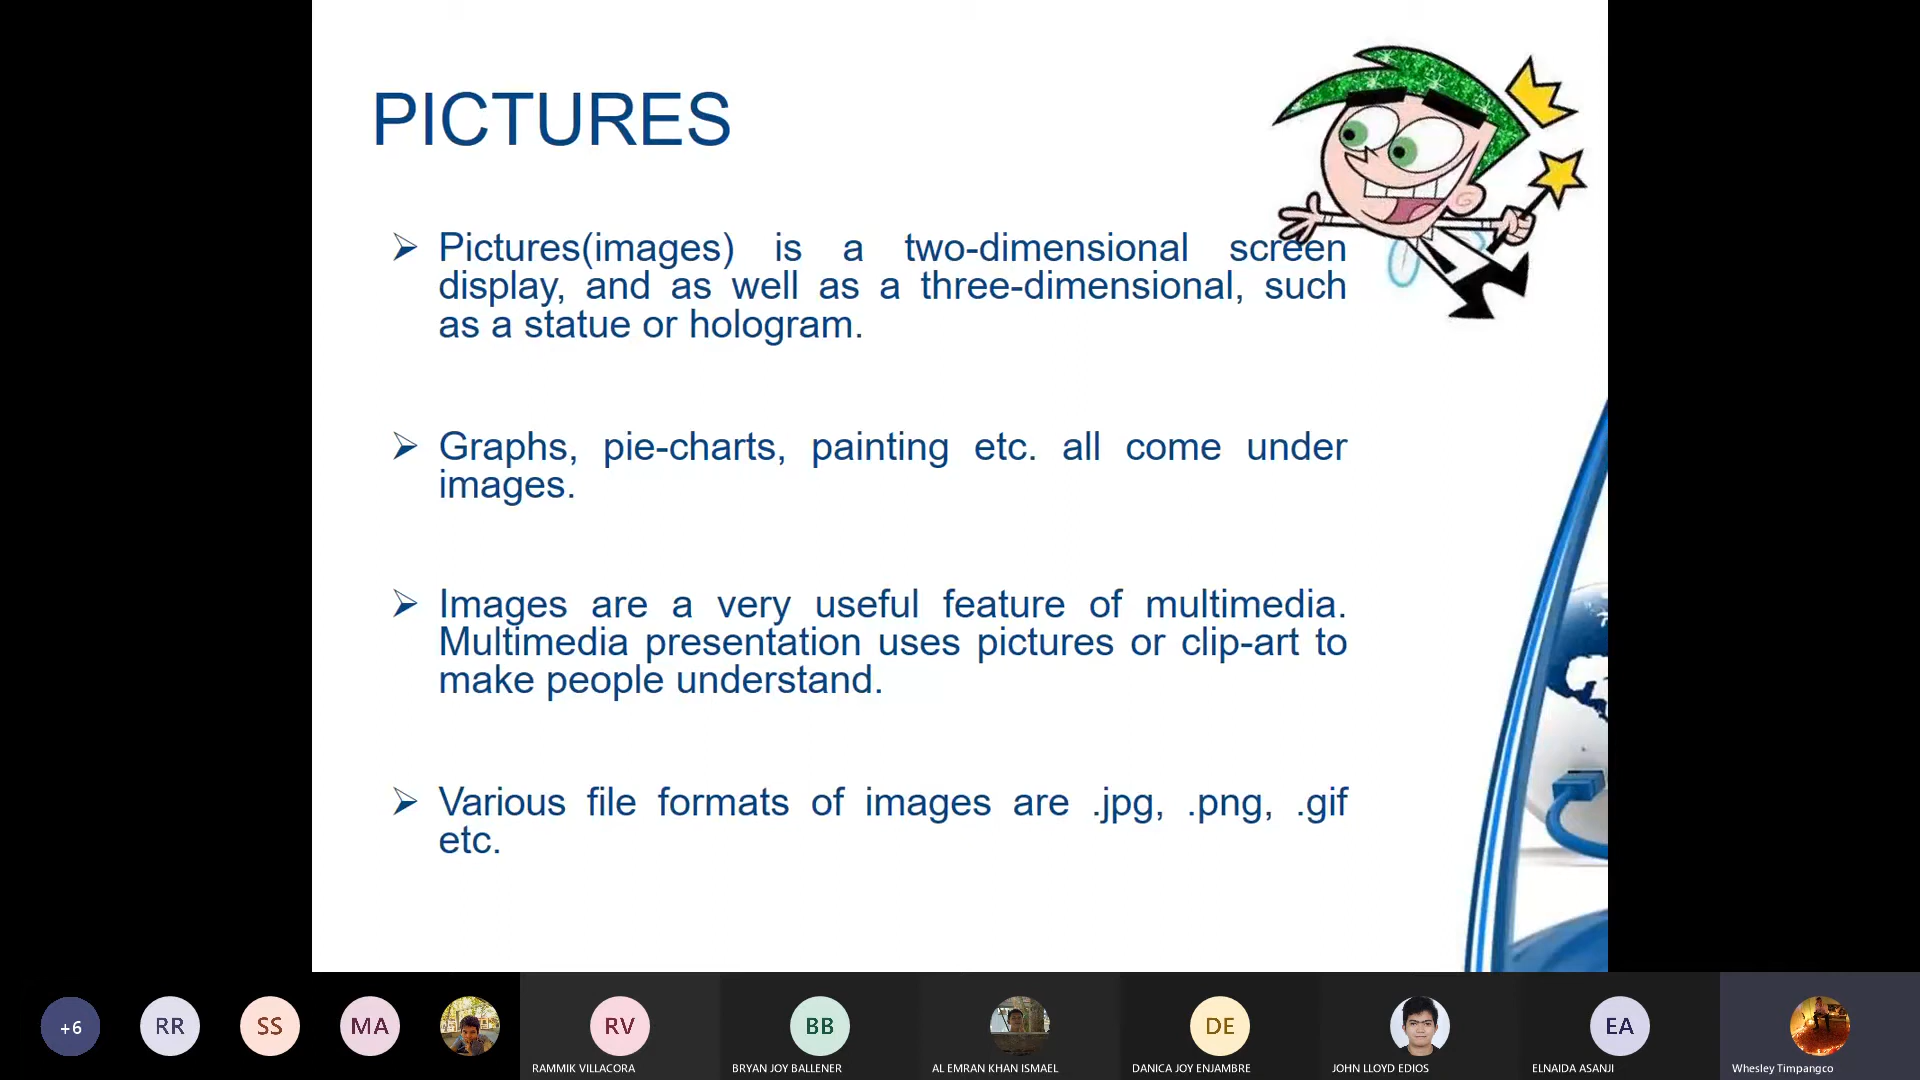 PICTURES
Pictures(images) is a two-dimensional screen
display, and as well as a three-dimensional, such
as a statue or hologram.
Graphs, pie-charts, painting etc. all come under
images.
Images are a very useful feature of multimedia.
Multimedia presentation uses pictures or clip-art to
make people understand.
Various file formats of images are .jpg, .png, .gif
etc.
+6
RR
SS
MA
RV
BB
DE
EA
RAMMIK VILLACORA
BRYAN JOY BALLENER
AL EMRAN KHAN ISMAEL
DANICA JOY ENJAMBRE
JOHN LLOYD EDIOS
ELNAIDA ASANJI
Whesley Timpangco